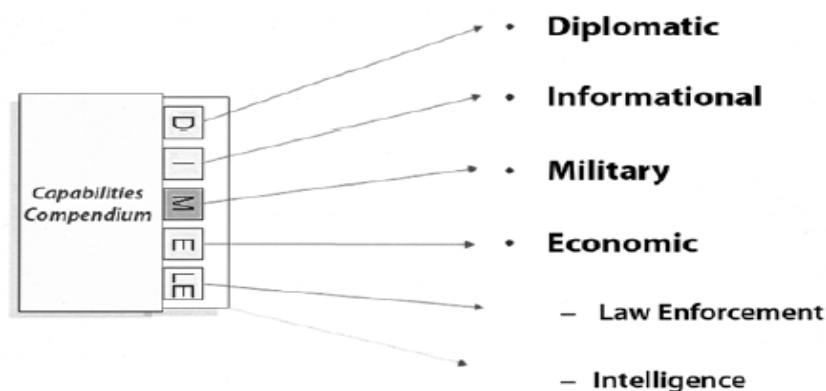 Capabilities
Compendium
D
I
M
E
LE
• Diplomatic
• Informational
• Military
• Economic
– Law Enforcement
– Intelligence